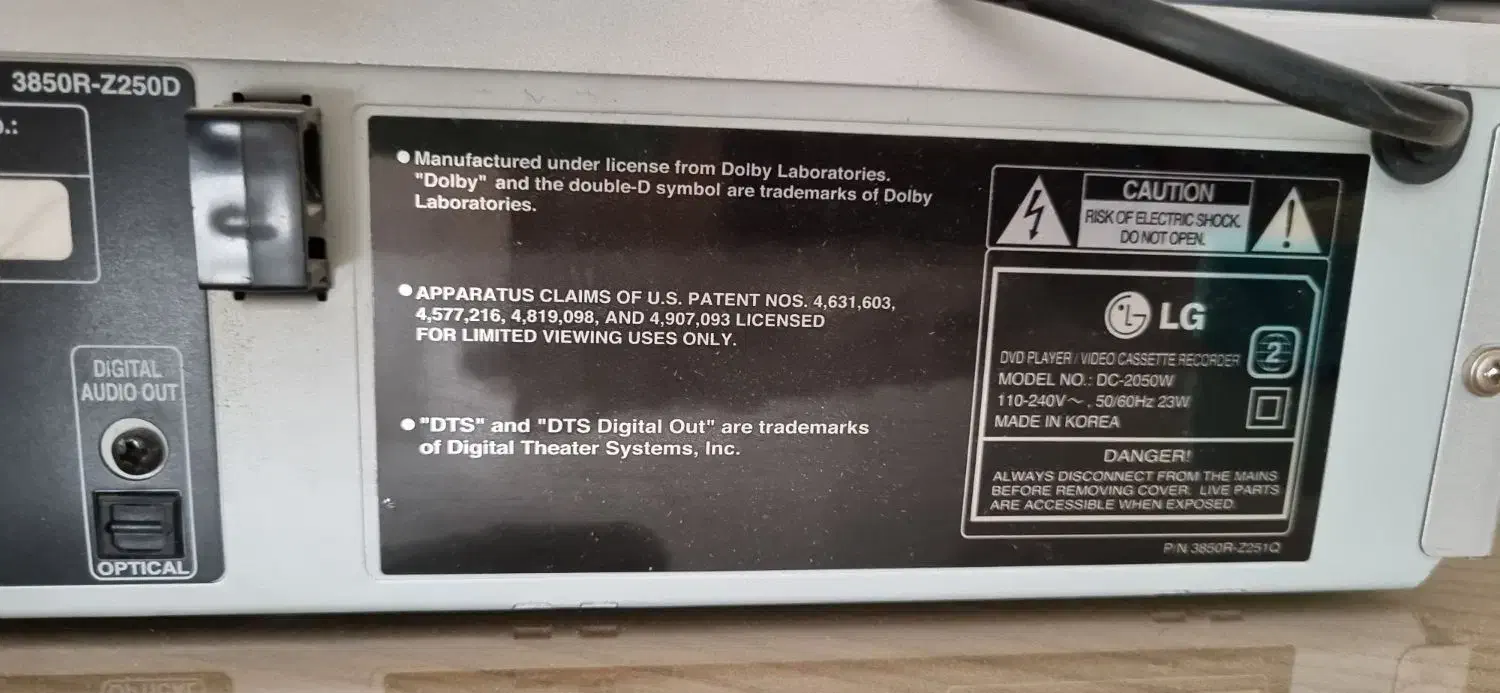 3850R-Z250D
DIGITAL
AUDIO OUT
OPTICAL
●Manufactured under license from Dolby Laboratories.
"Dolby" and the double-D symbol are trademarks of Dolby
Laboratories.
●APPARATUS CLAIMS OF U.S. PATENT NOS. 4,631,603,
4,577,216, 4,819,098, AND 4,907,093 LICENSED
FOR LIMITED VIEWING USES ONLY.
●"DTS" and "DTS Digital Out" are trademarks
of Digital Theater Systems, Inc.
CAUTION
RISK OF ELECTRIC SHOCK.
DO NOT OPEN.
LG
2
DVD PLAYER / VIDEO CASSETTE RECORDER
MODEL NO.: DC-2050W
110-240V～, 50/60Hz 23W
MADE IN KOREA
DANGER!
ALWAYS DISCONNECT FROM THE MAINS
BEFORE REMOVING COVER. LIVE PARTS
ARE ACCESSIBLE WHEN EXPOSED.
P/N 3850R-Z251Q